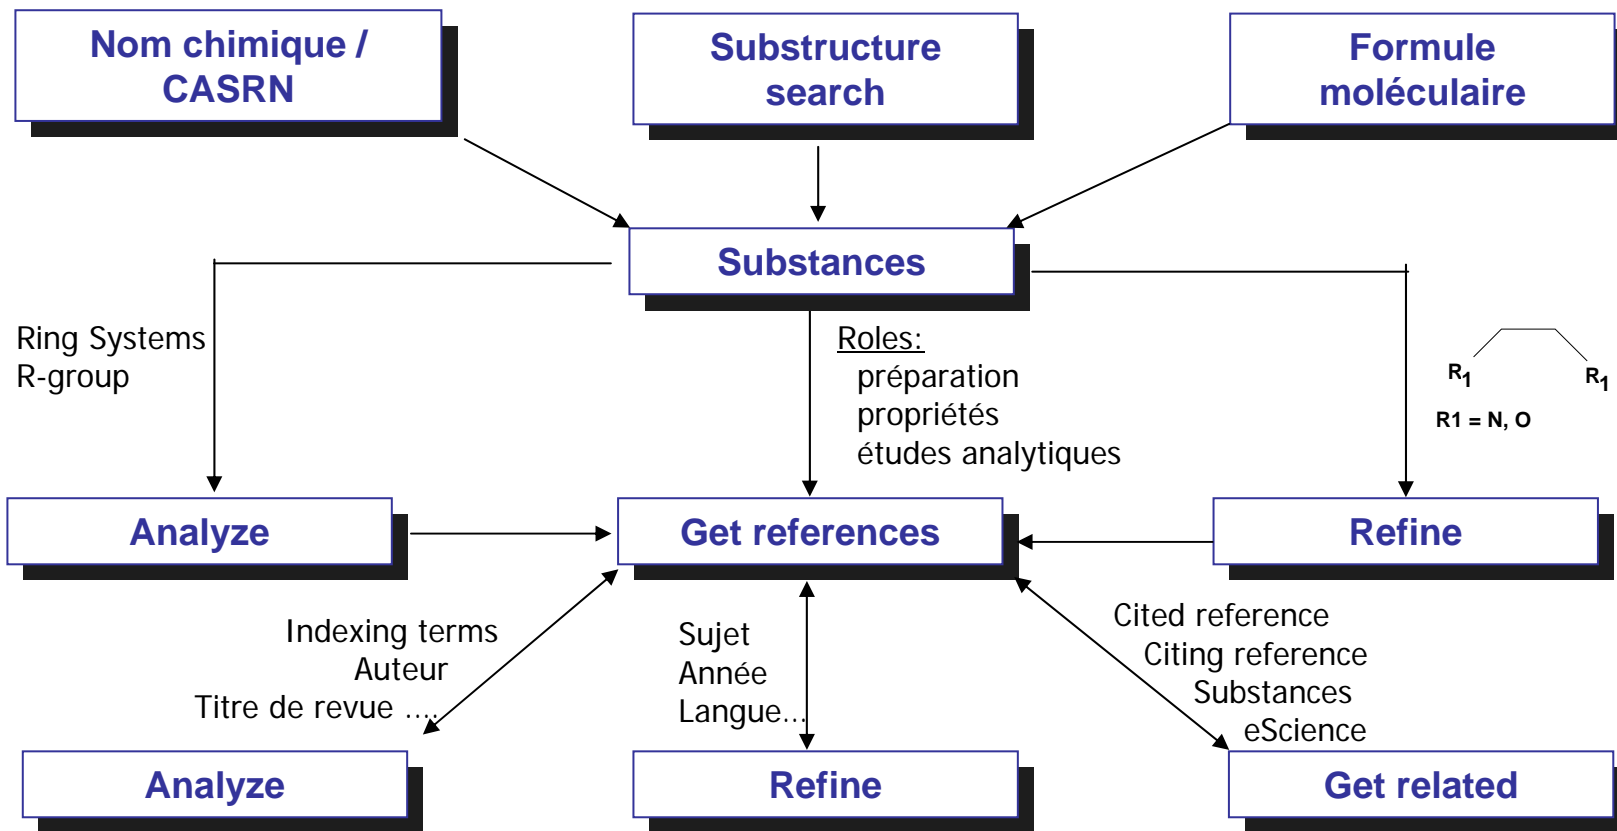 Nom chimique /
CASRN
Substructure
search
Formule
moléculaire
Substances
Ring Systems
R-group
Roles:
préparation
propriétés
études analytiques
R1
R1
R1 = N, O
Analyze
Get references
Refine
Indexing terms
Auteur
Titre de revue ....
Sujet
Année
Langue...
Cited reference
Citing reference
Substances
eScience
Analyze
Refine
Get related